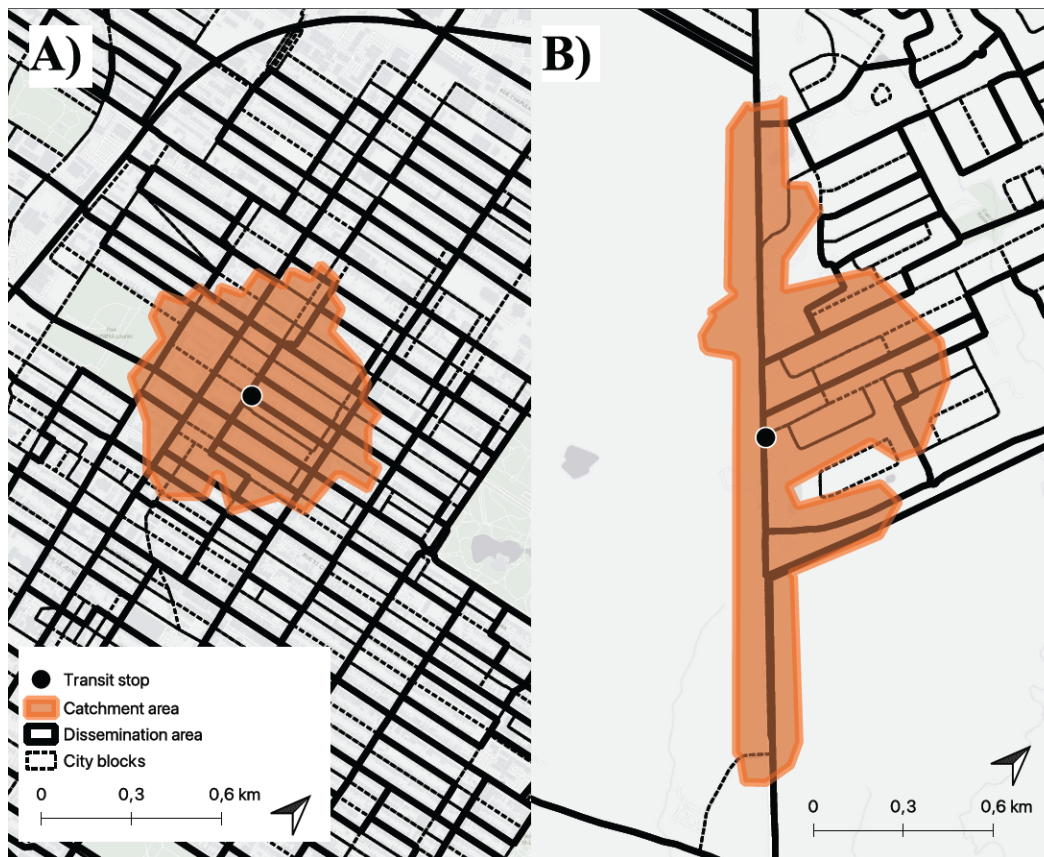 A)
B)
Transit stop
Catchment area
Dissemination area
City blocks
0 0,3 0,6 km
0 0,3 0,6 km